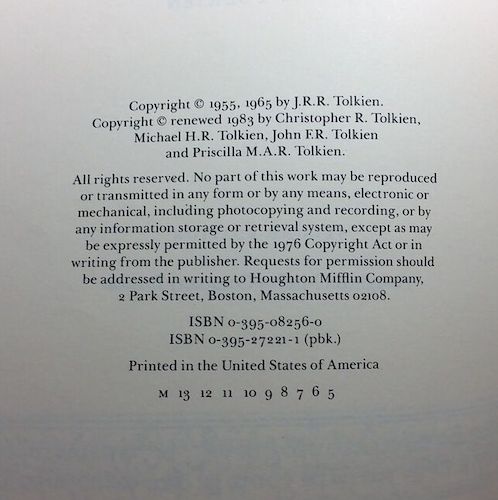 Copyright © 1955, 1965 by J.R.R. Tolkien.
Copyright © renewed 1983 by Christopher R. Tolkien,
Michael H.R. Tolkien, John F.R. Tolkien
and Priscilla M.A.R. Tolkien.
All rights reserved. No part of this work may be reproduced
or transmitted in any form or by any means, electronic or
mechanical, including photocopying and recording, or by
any information storage or retrieval system, except as may
be expressly permitted by the 1976 Copyright Act or in
writing from the publisher. Requests for permission should
be addressed in writing to Houghton Mifflin Company,
2 Park Street, Boston, Massachusetts 02108.
ISBN 0-395-08256-0
ISBN 0-395-27221-1 (pbk.)
Printed in the United States of America
M 13 12 11 10 9 8 7 6 5